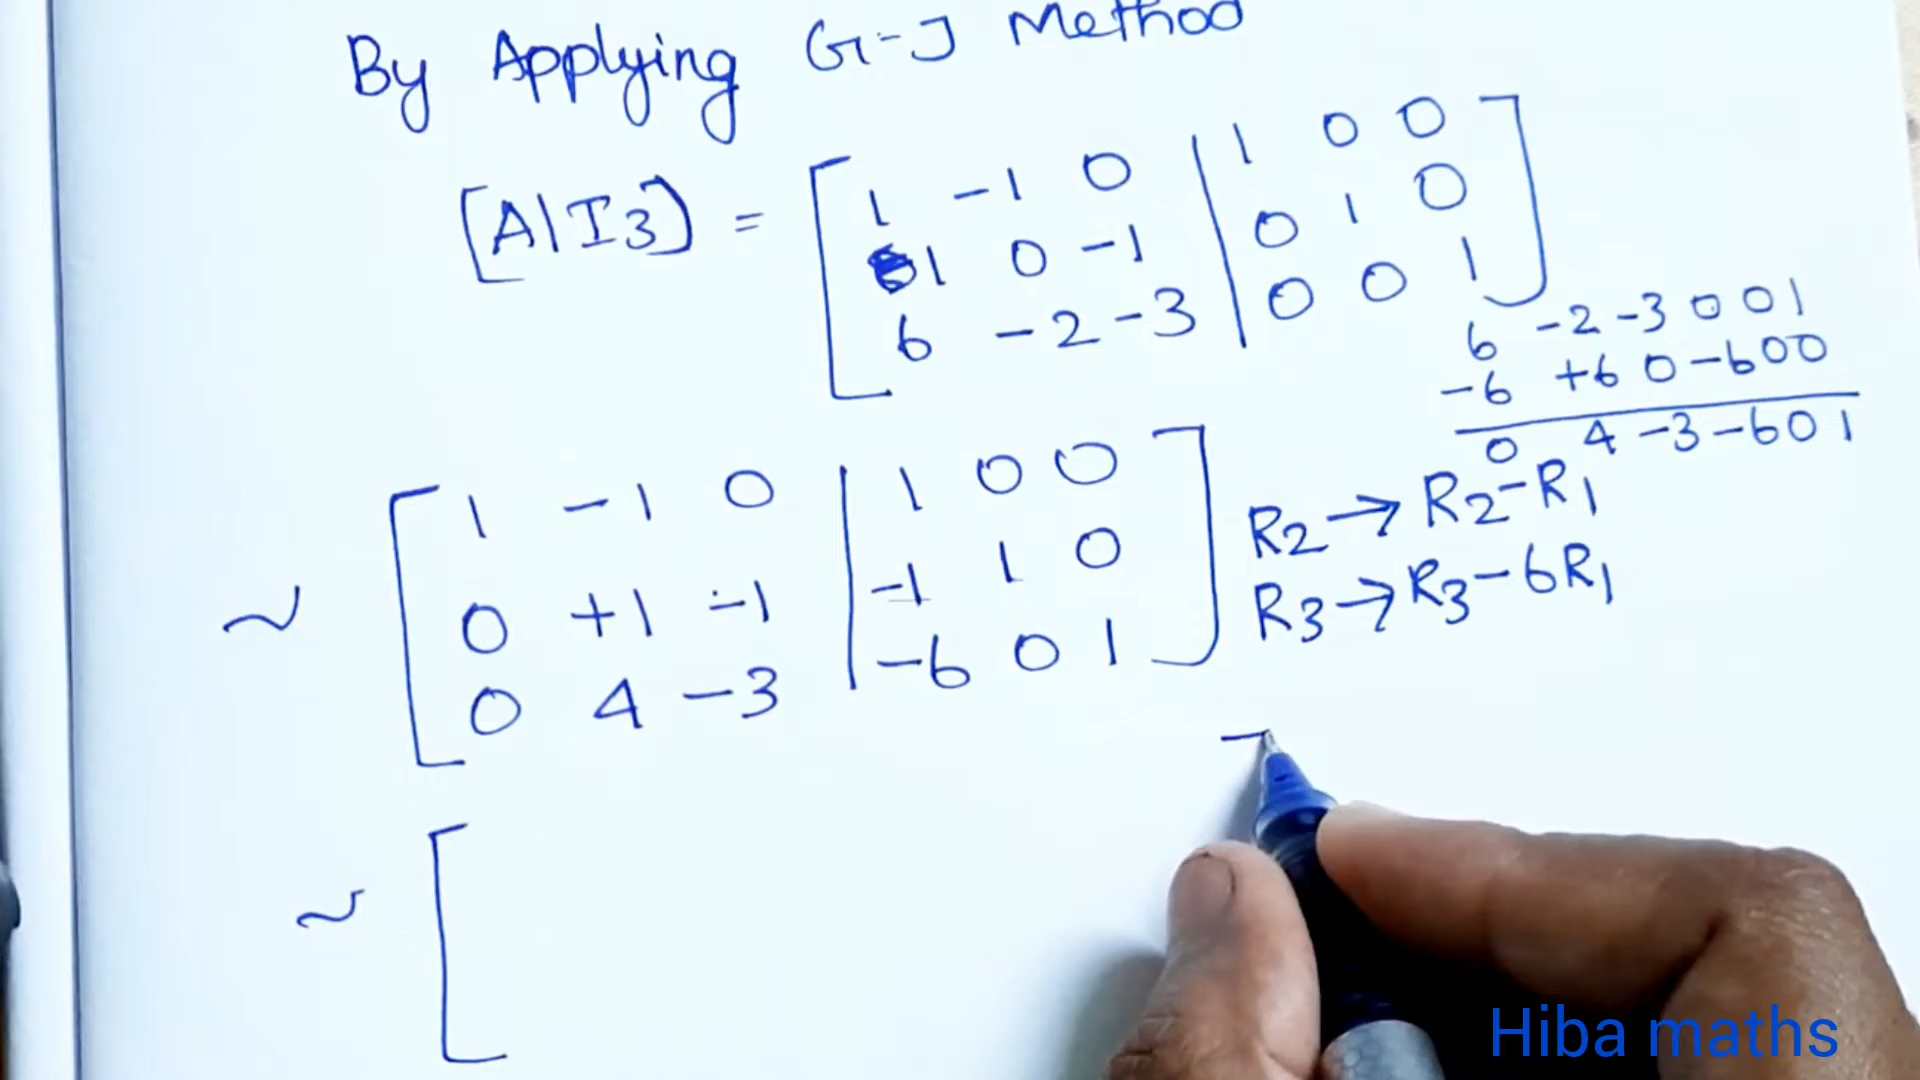 By Applying G-J Method
[A|I3] = [ 1 -1 0 | 1 0 0 ]
1 0 -1 | 0 1 0
6 -2 -3 | 0 0 1
6 -2 -3 0 0 1
-6 +6 0 -6 0 0
0 4 -3 -6 0 1
~ [ 1 -1 0 | 1 0 0 ]
0 +1 -1 | -1 1 0 R2→R2-R1
0 4 -3 | -6 0 1 R3→R3-6R1
~ [
Hiba maths